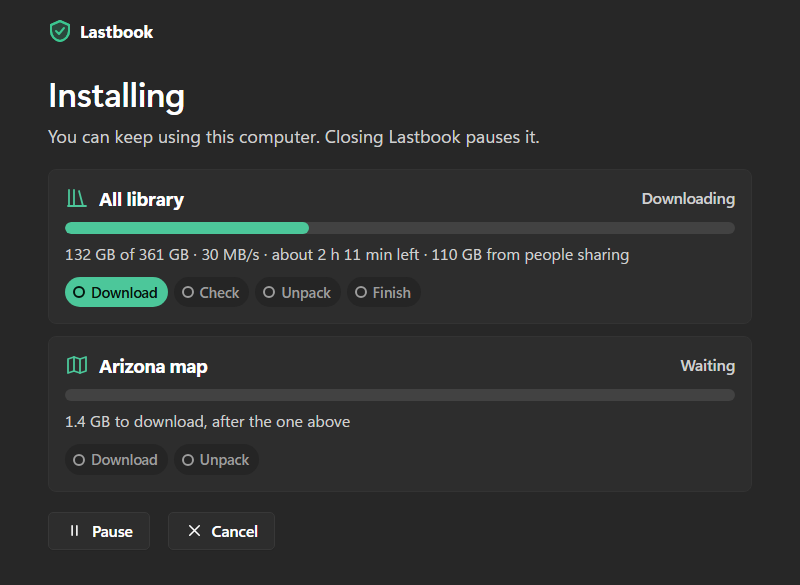 Lastbook
Installing
You can keep using this computer. Closing Lastbook pauses it.
All library
Downloading
132 GB of 361 GB · 30 MB/s · about 2 h 11 min left · 110 GB from people sharing
Download Check Unpack Finish
Arizona map
Waiting
1.4 GB to download, after the one above
Download Unpack
Pause Cancel